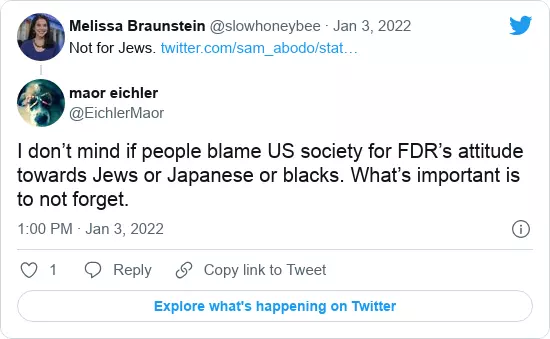 Melissa Braunstein @slowhoneybee · Jan 3, 2022
Not for Jews. twitter.com/sam_abodo/stat…
maor eichler
@EichlerMaor
I don’t mind if people blame US society for FDR’s attitude
towards Jews or Japanese or blacks. What’s important is
to not forget.
1:00 PM · Jan 3, 2022
1 Reply Copy link to Tweet
Explore what's happening on Twitter